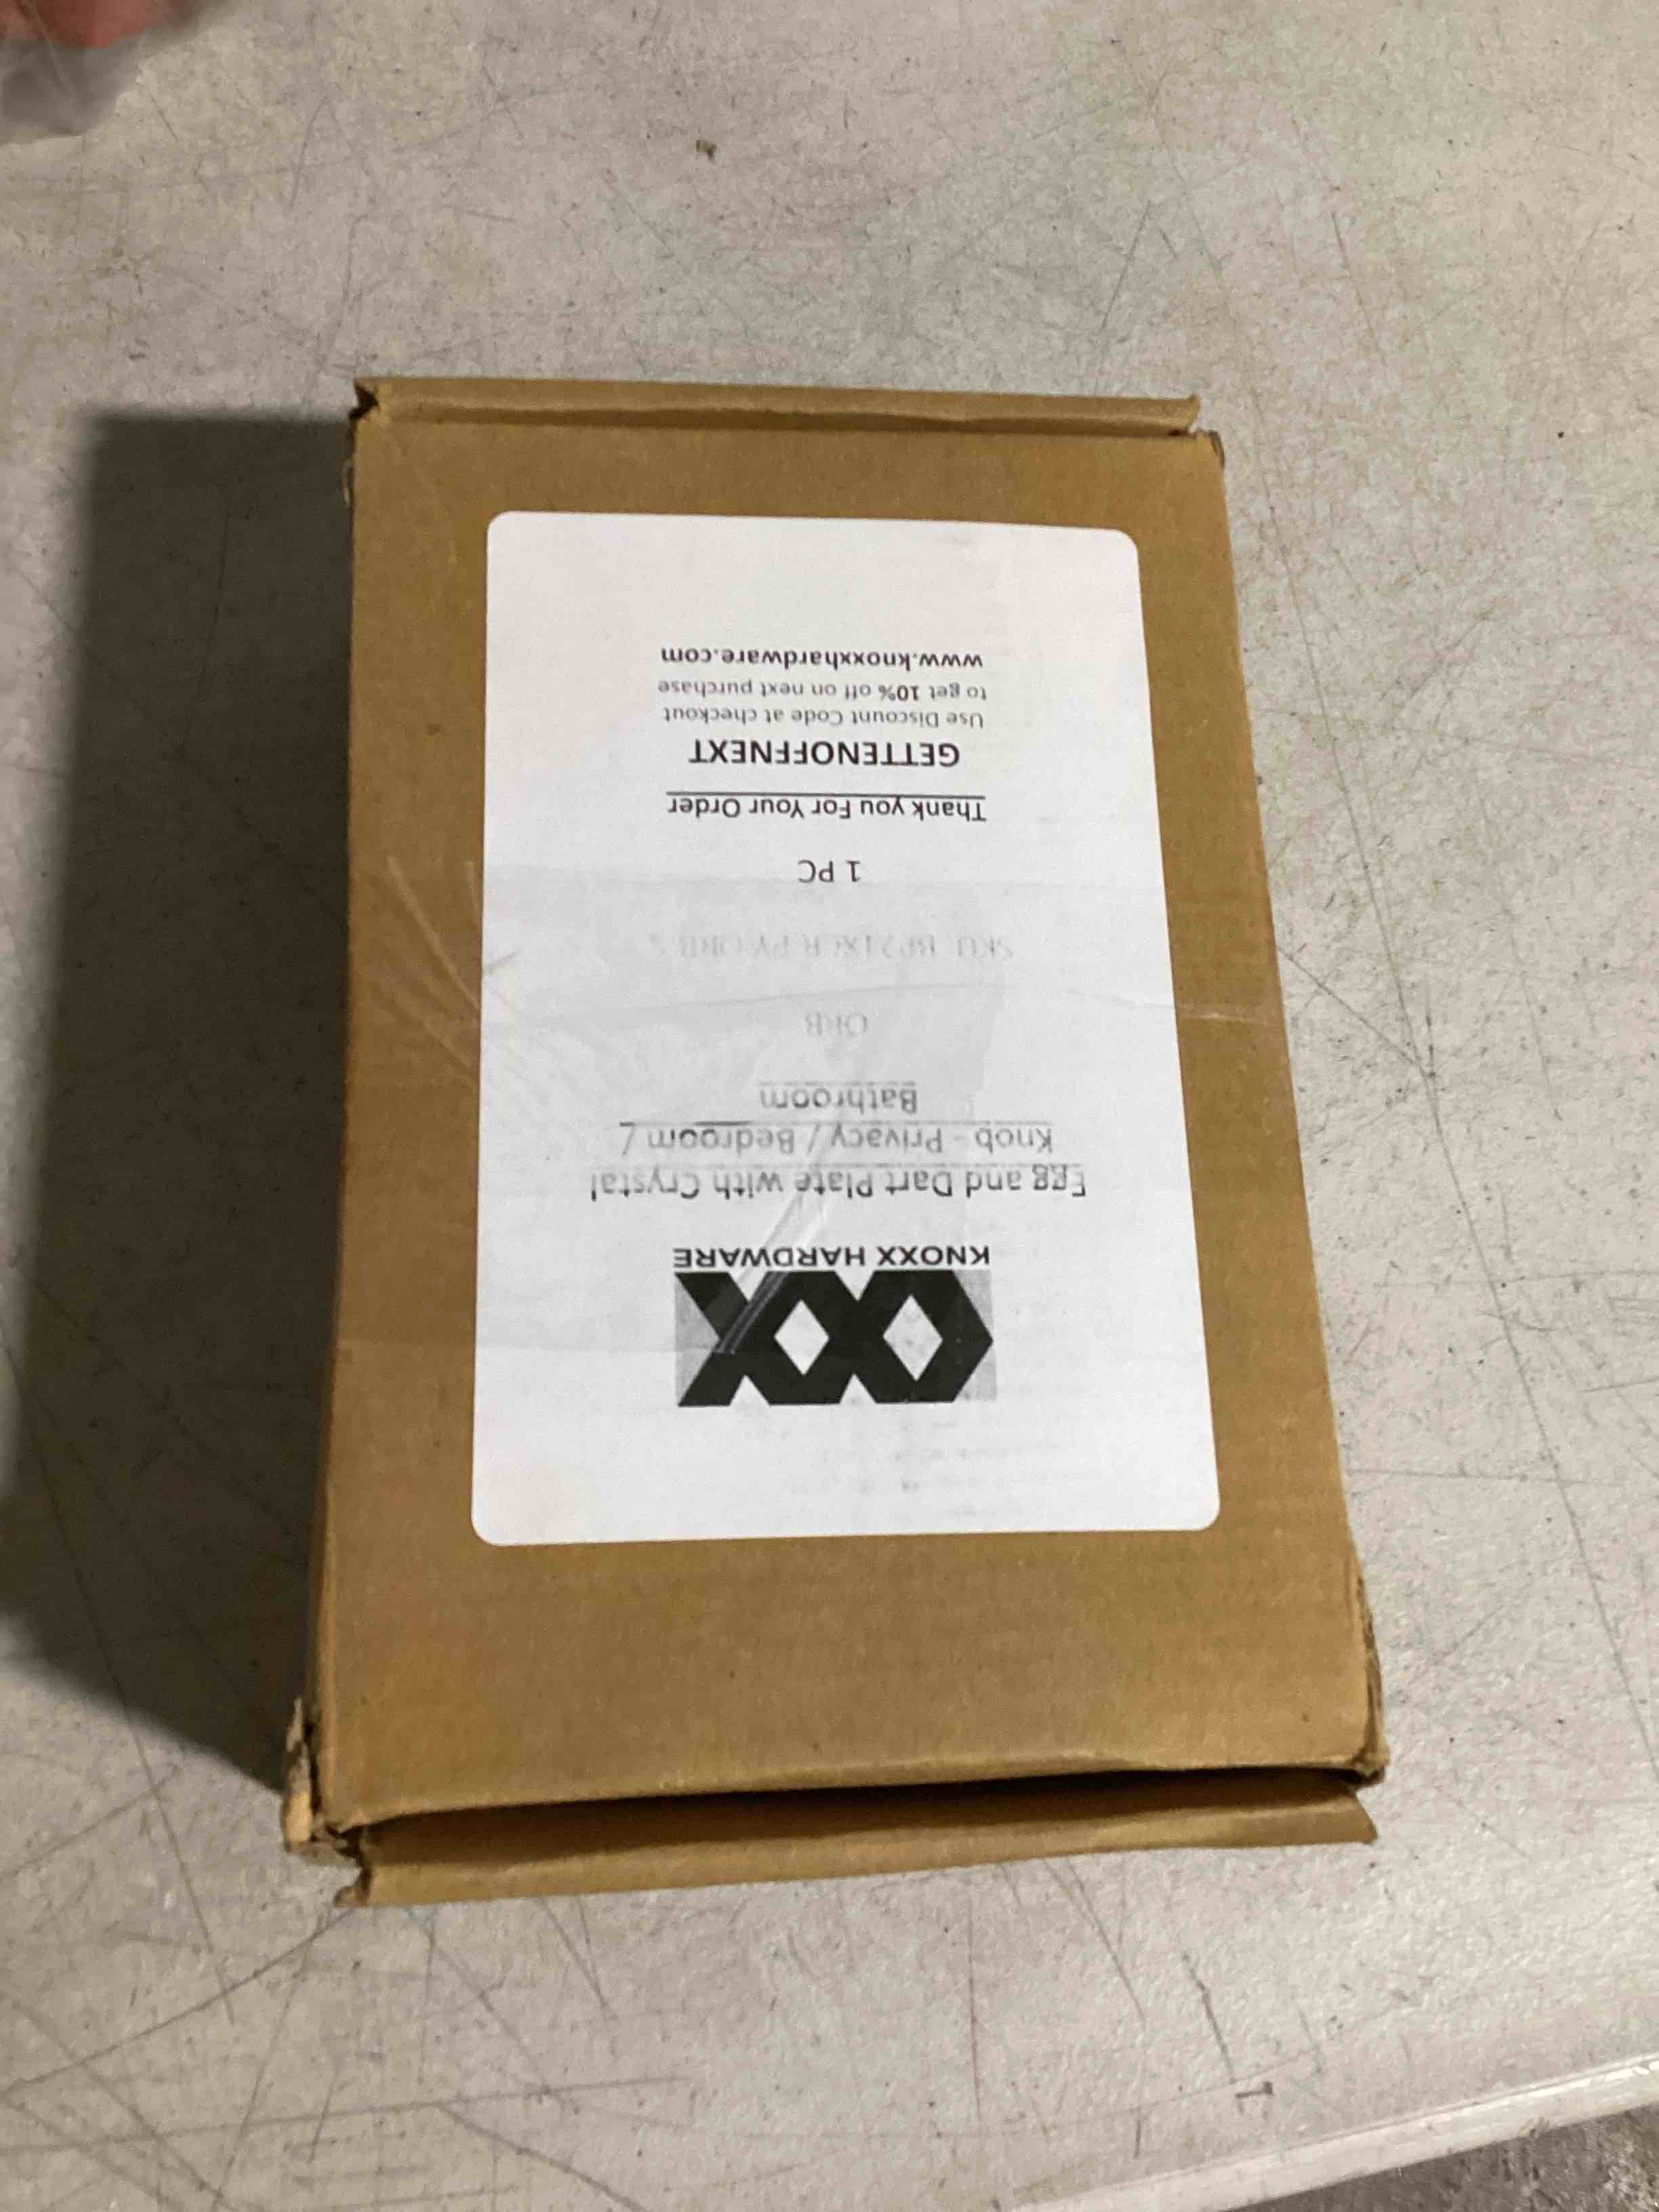 KNOXX HARDWARE
Egg and Dart Plate with Crystal
Knob - Privacy / Bedroom /
Bathroom
ORB
SKU:
1 PC
Thank you For Your Order
GETTENOFFNEXT
Use Discount Code at checkout
to get 10% off on next purchase
www.knoxxhardware.com